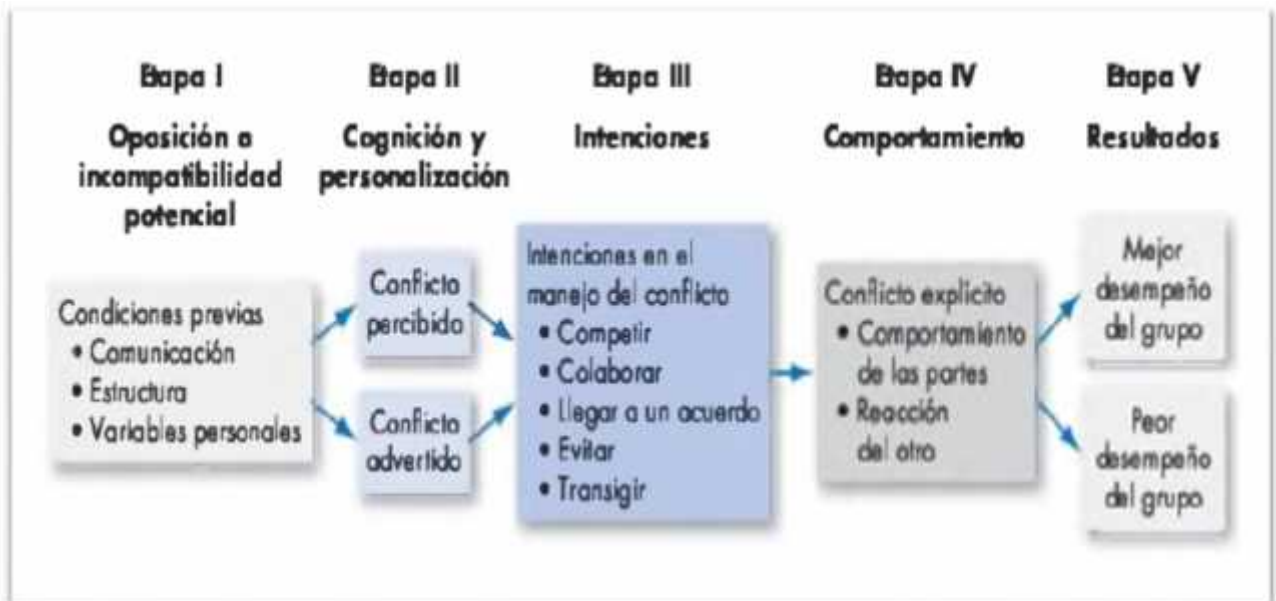 Etapa I
Oposición o
incompatibilidad
potencial
Etapa II
Cognición y
personalización
Etapa III
Intenciones
Etapa IV
Comportamiento
Etapa V
Resultados
Condiciones previas
• Comunicación
• Estructura
• Variables personales
Conflicto
percibido
Conflicto
advertido
Intenciones en el
manejo del conflicto
• Competir
• Colaborar
• Llegar a un acuerdo
• Evitar
• Transigir
Conflicto explícito
• Comportamiento
de las partes
• Reacción
del otro
Mejor
desempeño
del grupo
Peor
desempeño
del grupo